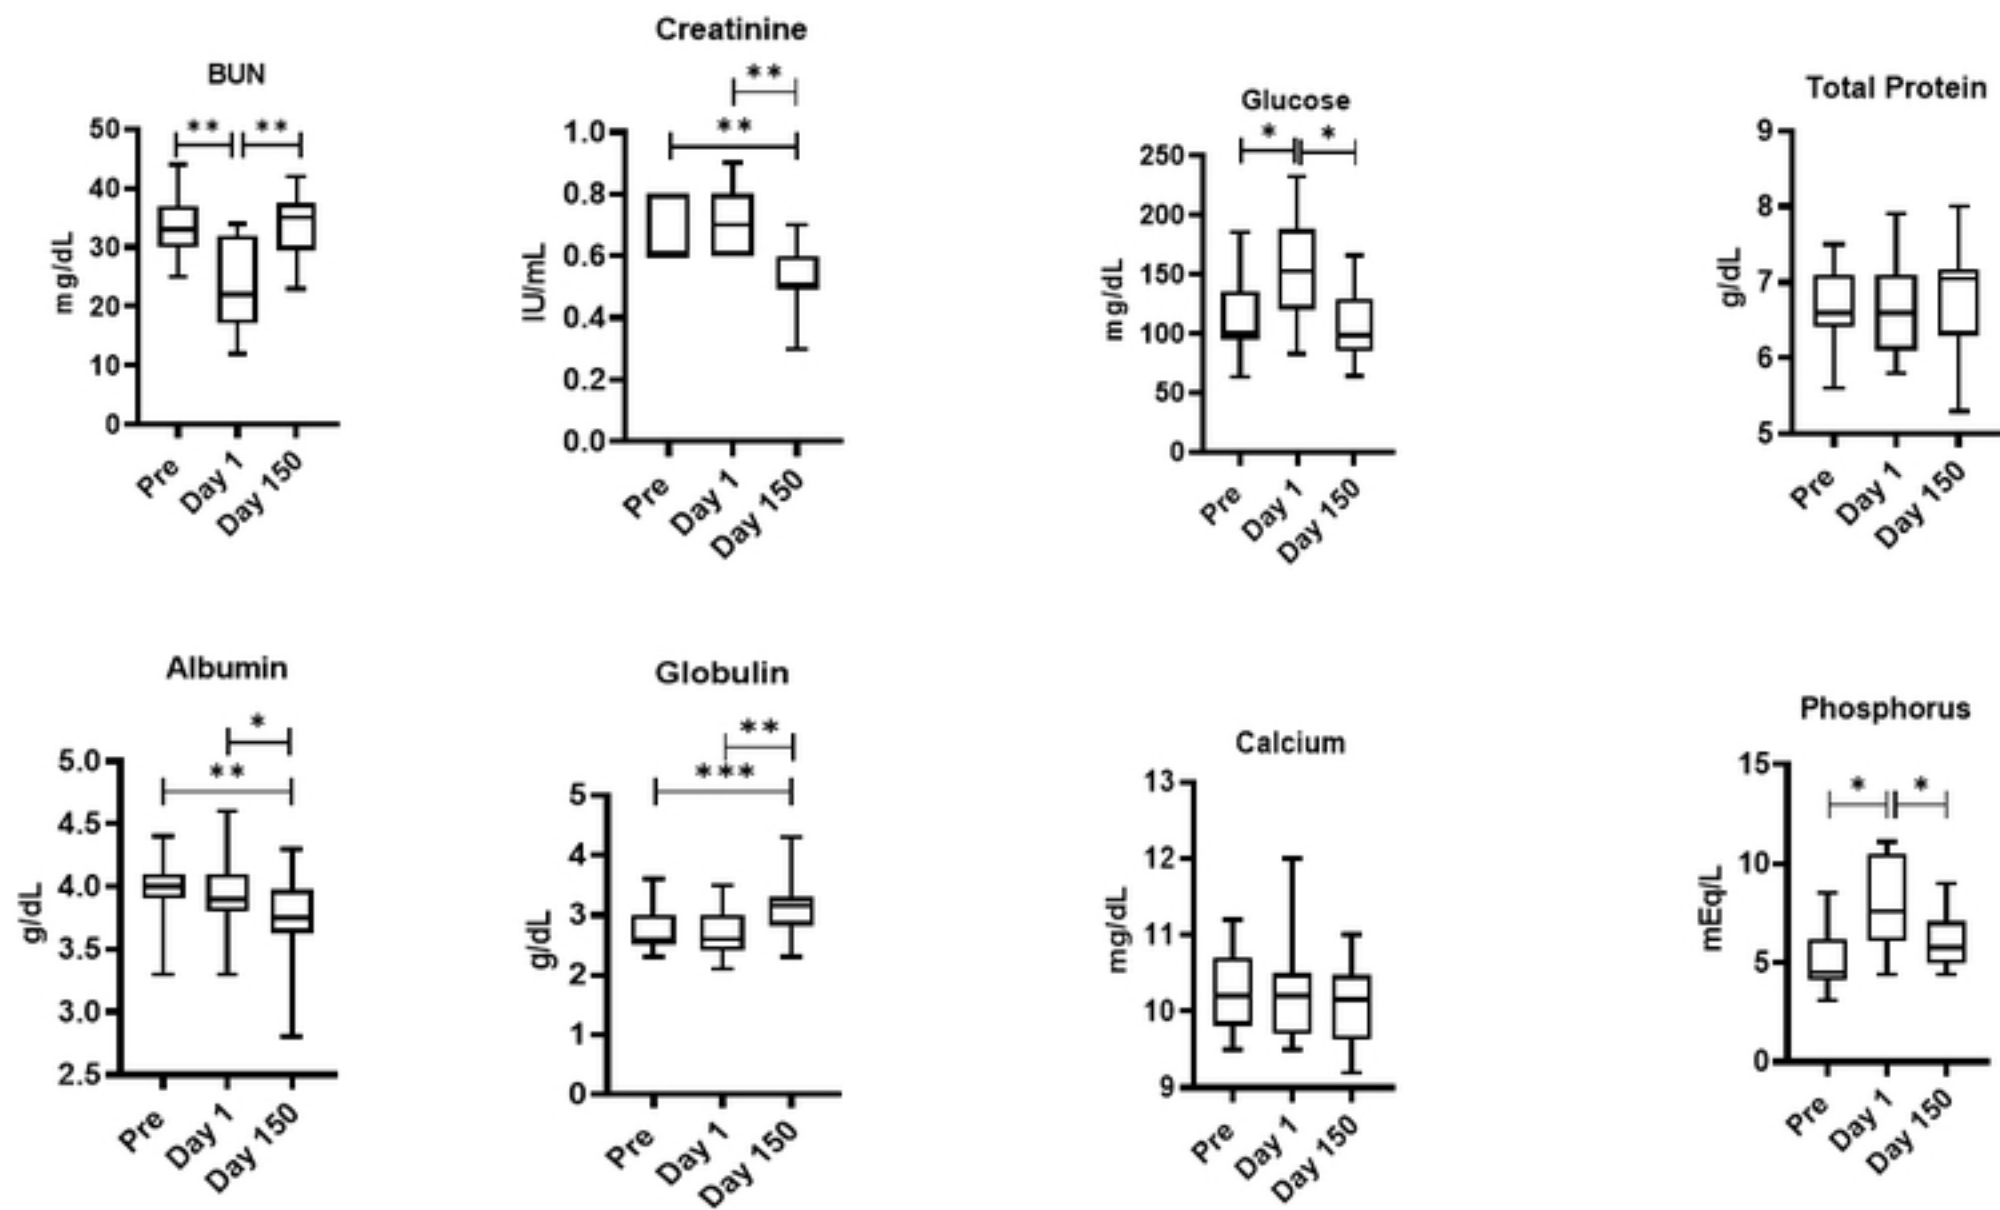 BUN
** **
50
40
30
20
10
0
mg/dL
Pre
Day 1
Day 150
Creatinine
**
**
1.0
0.8
0.6
0.4
0.2
0.0
IU/mL
Pre
Day 1
Day 150
Glucose
* *
250
200
150
100
50
0
mg/dL
Pre
Day 1
Day 150
Total Protein
9
8
7
6
5
g/dL
Pre
Day 1
Day 150
Albumin
*
**
5.0
4.5
4.0
3.5
3.0
2.5
g/dL
Pre
Day 1
Day 150
Globulin
**
***
5
4
3
2
1
0
g/dL
Pre
Day 1
Day 150
Calcium
13
12
11
10
9
mg/dL
Pre
Day 1
Day 150
Phosphorus
* *
15
10
5
0
mEq/L
Pre
Day 1
Day 150